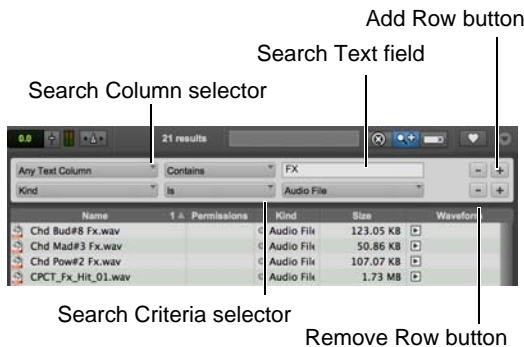 Add Row button
Search Text field
Search Column selector
0.0
21 results
Any Text Column Contains FX - +
Kind is Audio File - +
Name 1 Permissions Kind Size Waveform
Chd Bud#8 Fx.wav Audio File 123.05 KB
Chd Mad#3 Fx.wav Audio File 50.86 KB
Chd Pow#2 Fx.wav Audio File 107.07 KB
CPCT_Fx_Hit_01.wav Audio File 1.73 MB
Search Criteria selector
Remove Row button